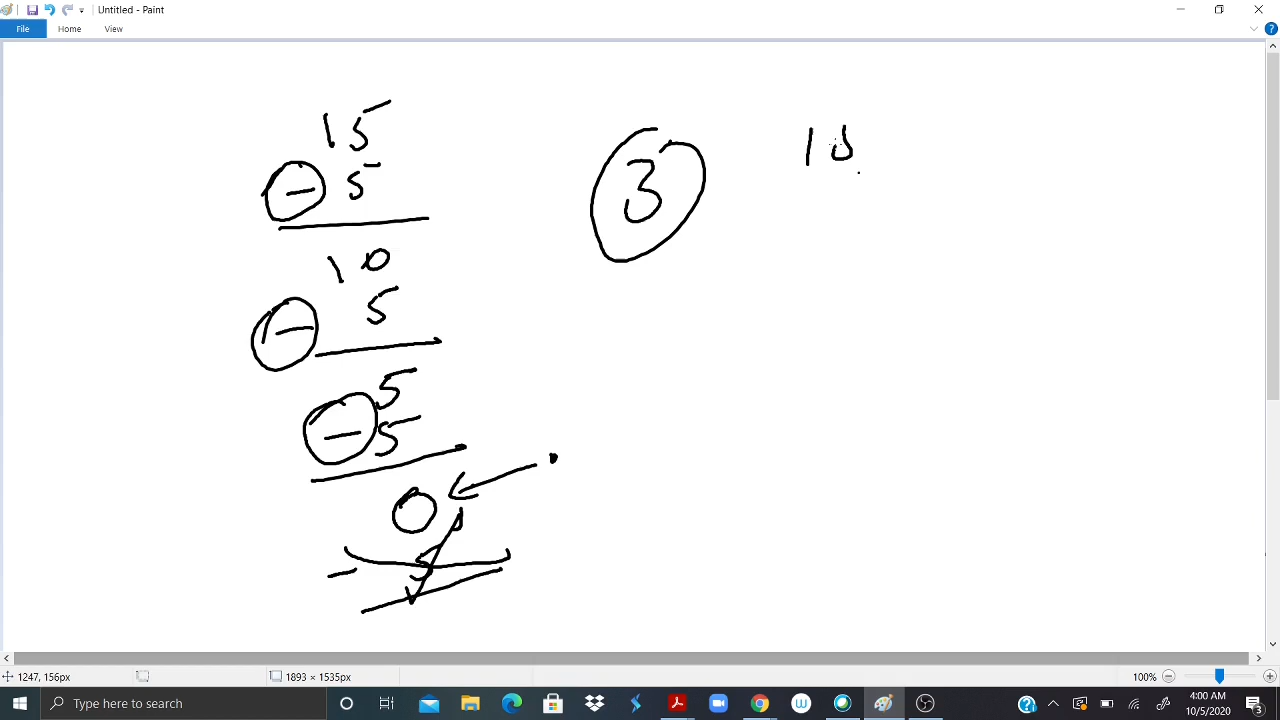 Untitled - Paint
File Home View
15
- 5
10
- 5
5
- 5
0
- 5
3
1247, 156px
1893 × 1535px
100%
Type here to search
4:00 AM
10/5/2020